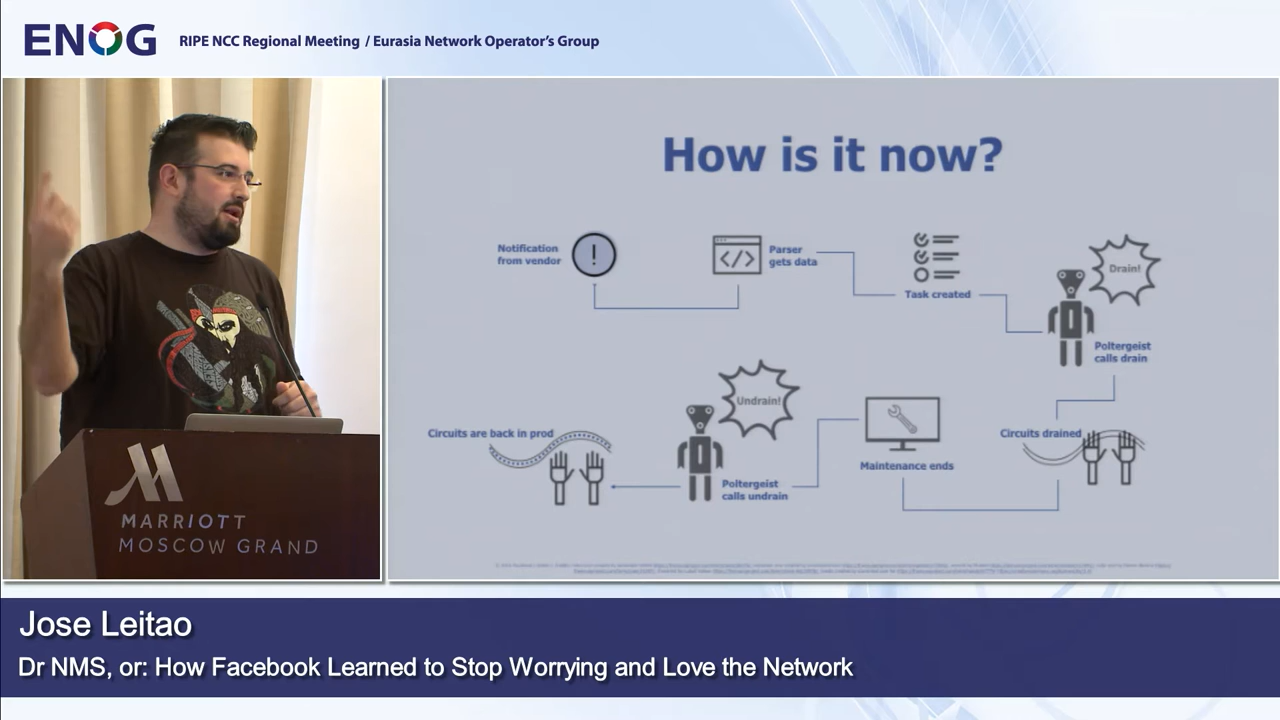 ENOG
RIPE NCC Regional Meeting / Eurasia Network Operator's Group
How is it now?
Notification
from vendor
!
</>
Parser
gets data
Task created
Drain!
Poltergeist
calls drain
Circuits are back in prod
Undrain!
Poltergeist
calls undrain
Maintenance ends
Circuits drained
MARRIOTT
MOSCOW GRAND
Jose Leitao
Dr NMS, or: How Facebook Learned to Stop Worrying and Love the Network